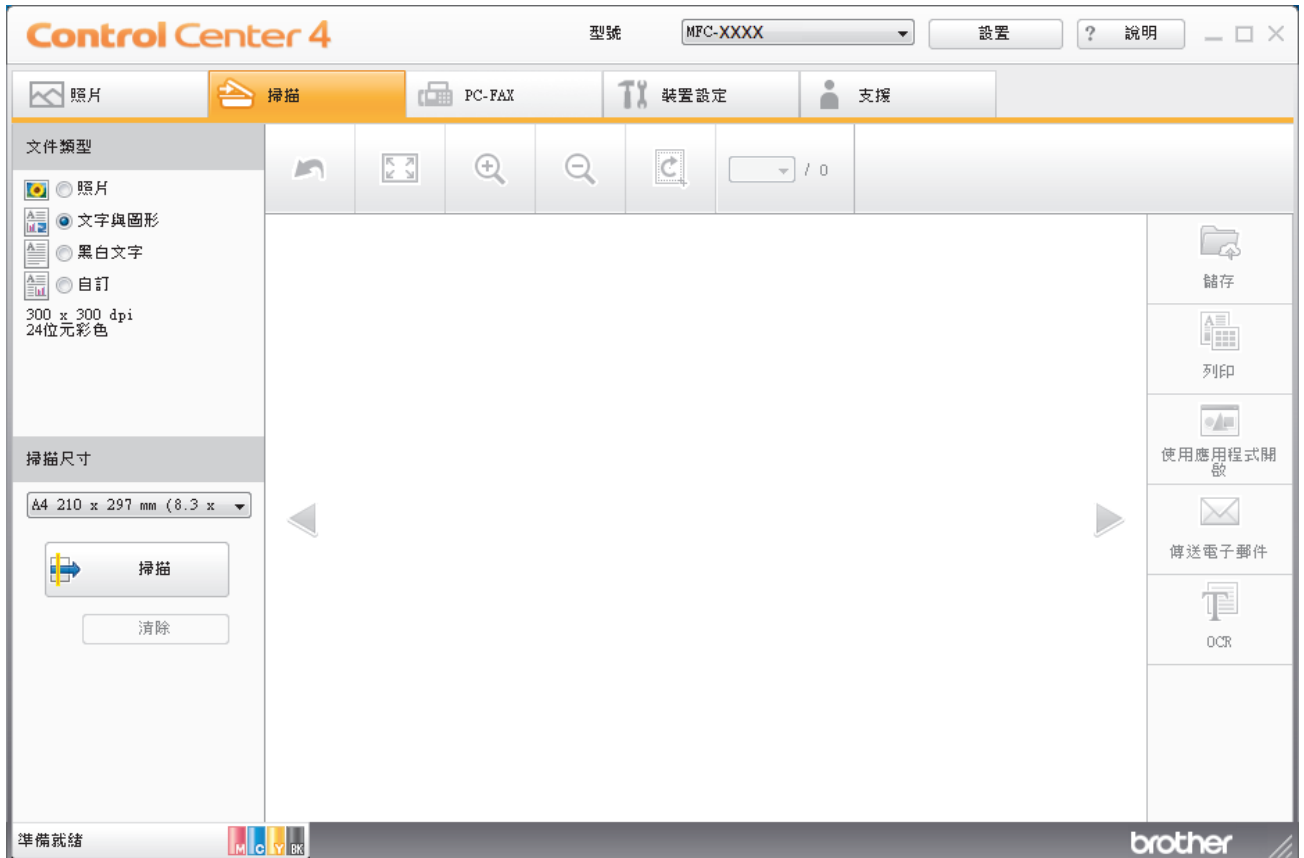 Control Center 4
型號
MFC-XXXX
設置
? 說明
照片
掃描
PC-FAX
裝置設定
支援
文件類型
照片
文字與圖形
黑白文字
自訂
300 x 300 dpi
24位元彩色
/ 0
掃描尺寸
A4 210 x 297 mm (8.3 x
掃描
清除
儲存
列印
使用應用程式開
啟
傳送電子郵件
OCR
準備就緒
M C Y BK
brother